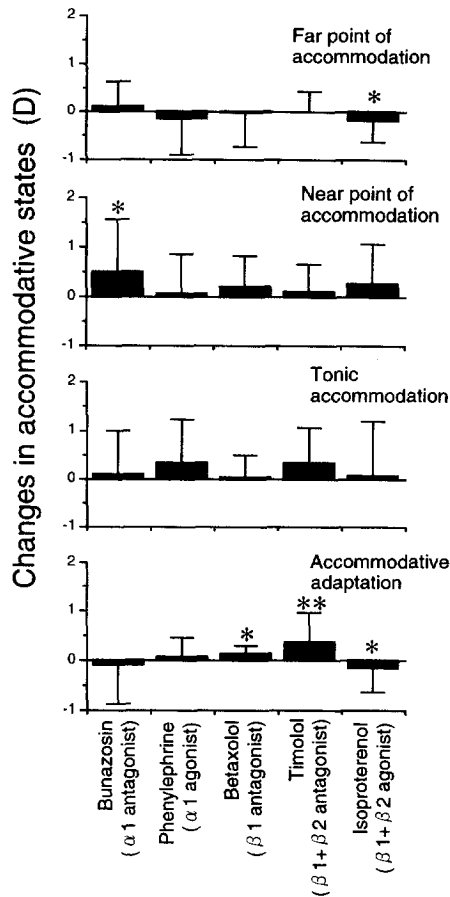 Changes in accommodative states (D)
Far point of
accommodation
2
1
0
-1
*
Near point of
accommodation
2
1
0
-1
*
Tonic
accommodation
2
1
0
-1
Accommodative
adaptation
2
1
0
-1
*
**
*
Bunazosin
(α1 antagonist)
Phenylephrine
(α1 agonist)
Betaxolol
(β1 antagonist)
Timolol
(β1+β2 antagonist)
Isoproterenol
(β1+β2 agonist)